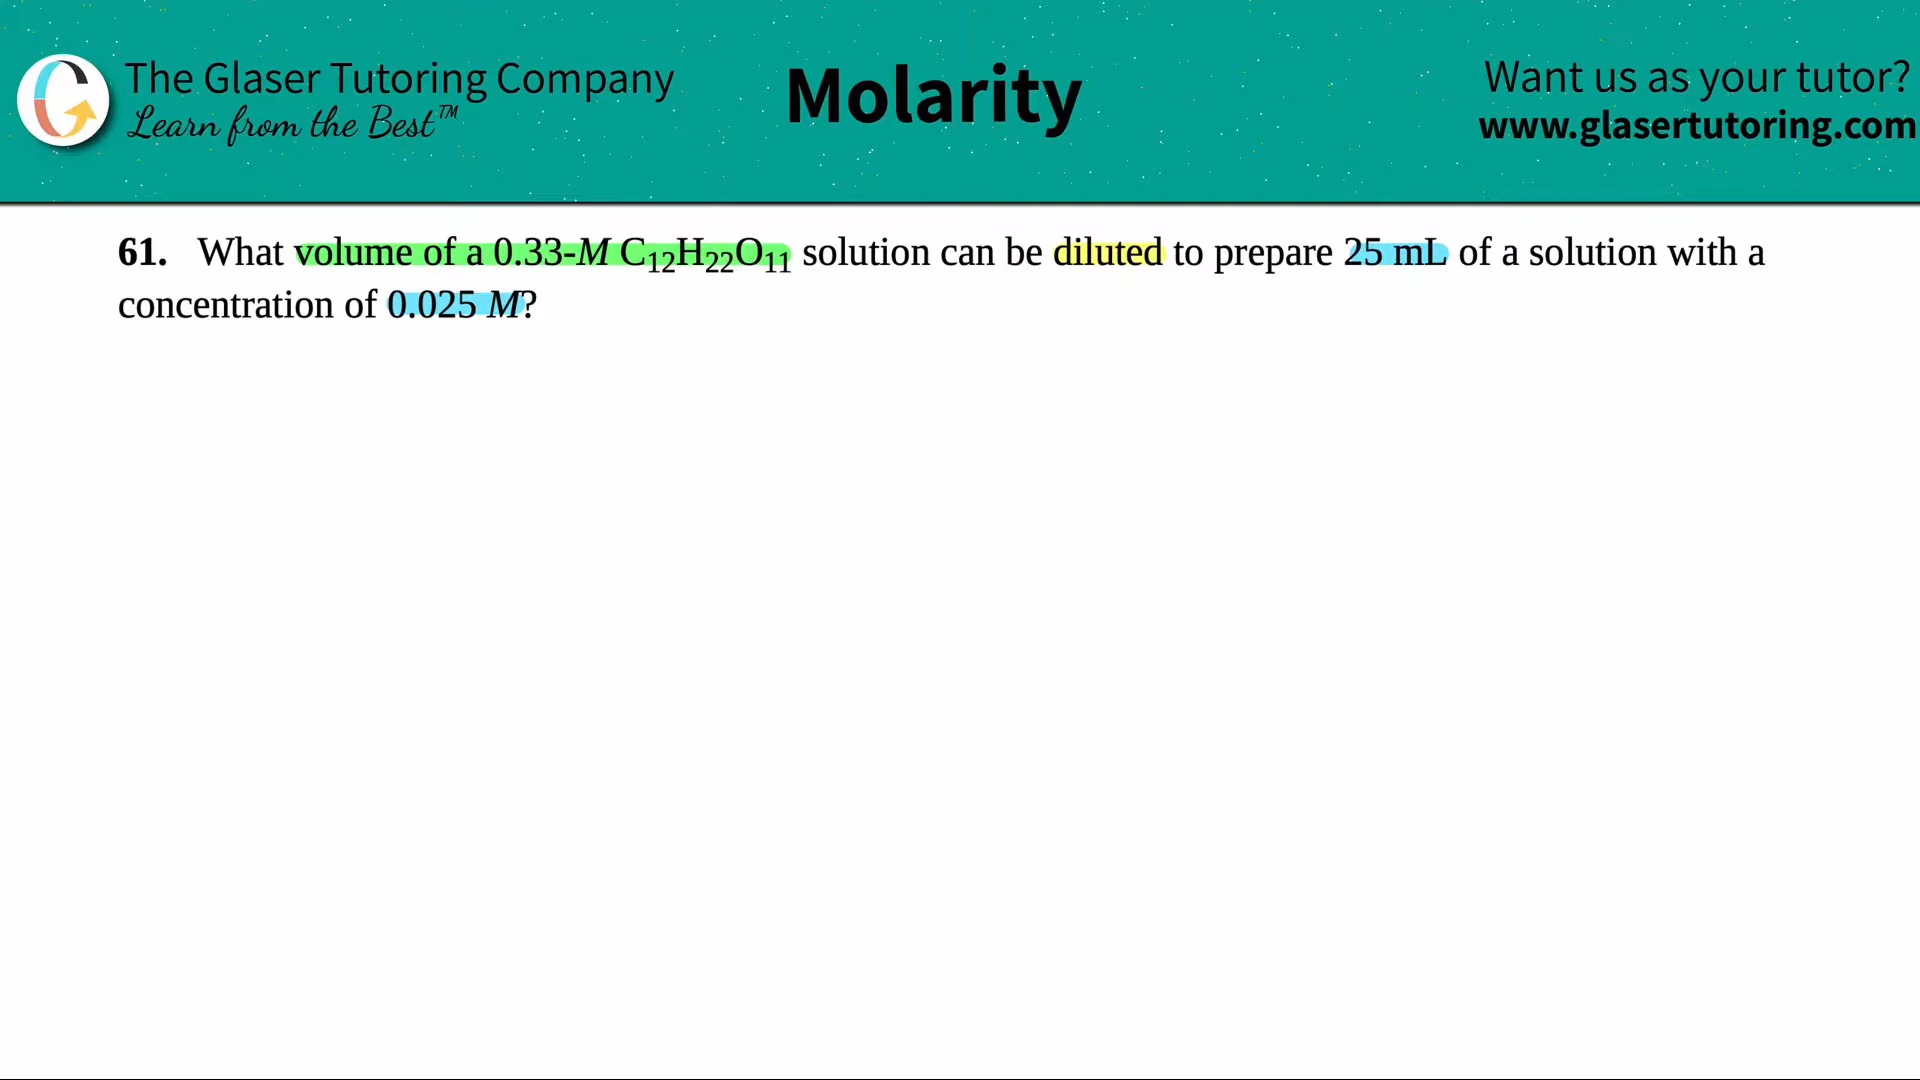 The Glaser Tutoring Company
Learn from the Best™
Molarity
Want us as your tutor?
www.glasertutoring.com
61. What volume of a 0.33-M C₁₂H₂₂O₁₁ solution can be diluted to prepare 25 mL of a solution with a
concentration of 0.025 M?